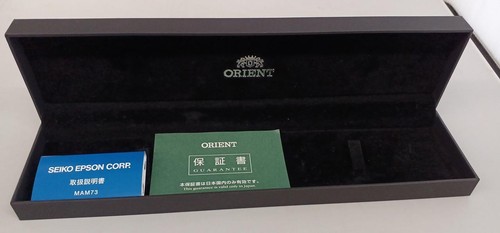 ORIENT
SEIKO EPSON CORP.
取扱説明書
MAM73
ORIENT
保証書
GUARANTEE
本保証書は日本国内のみ有効です。
This guarantee is valid only in Japan.